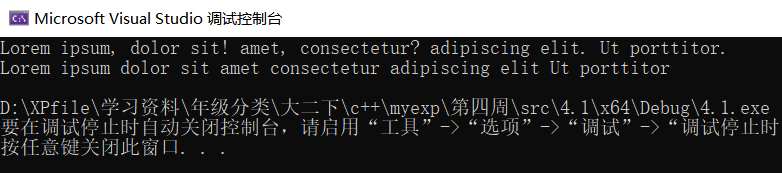 Microsoft Visual Studio 调试控制台
Lorem ipsum, dolor sit! amet, consectetur? adipiscing elit. Ut porttitor.
Lorem ipsum dolor sit amet consectetur adipiscing elit Ut porttitor
D:\XPfile\学习资料\年级分类\大二下\c++\myexp\第四周\src\4.1\x64\Debug\4.1.exe
要在调试停止时自动关闭控制台，请启用“工具”->“选项”->“调试”->“调试停止时
按任意键关闭此窗口. . .